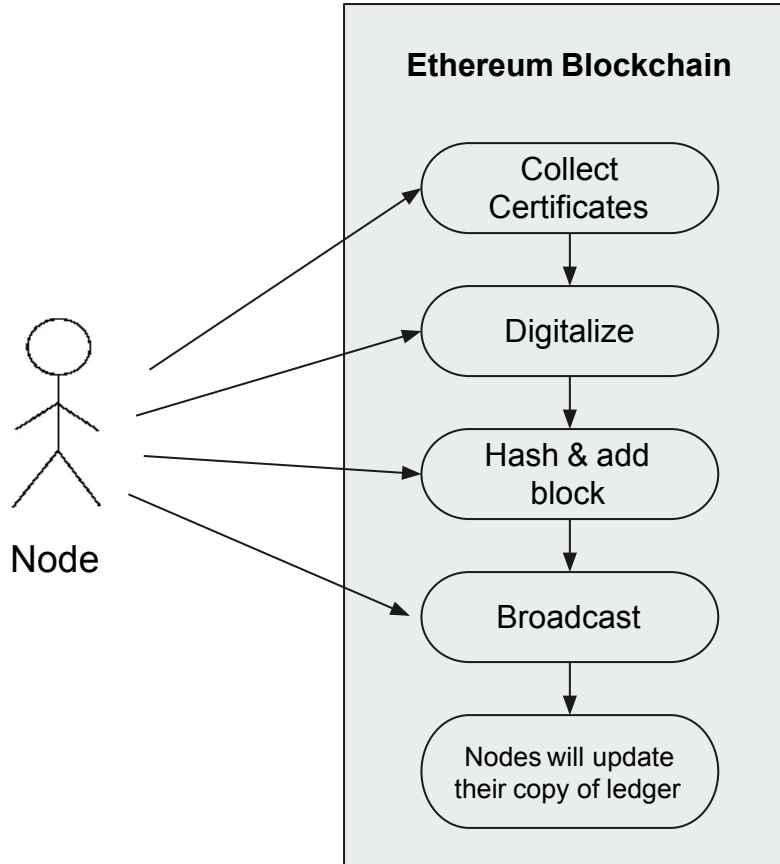 Ethereum Blockchain
Collect
Certificates
Digitalize
Hash & add
block
Node
Broadcast
Nodes will update
their copy of ledger